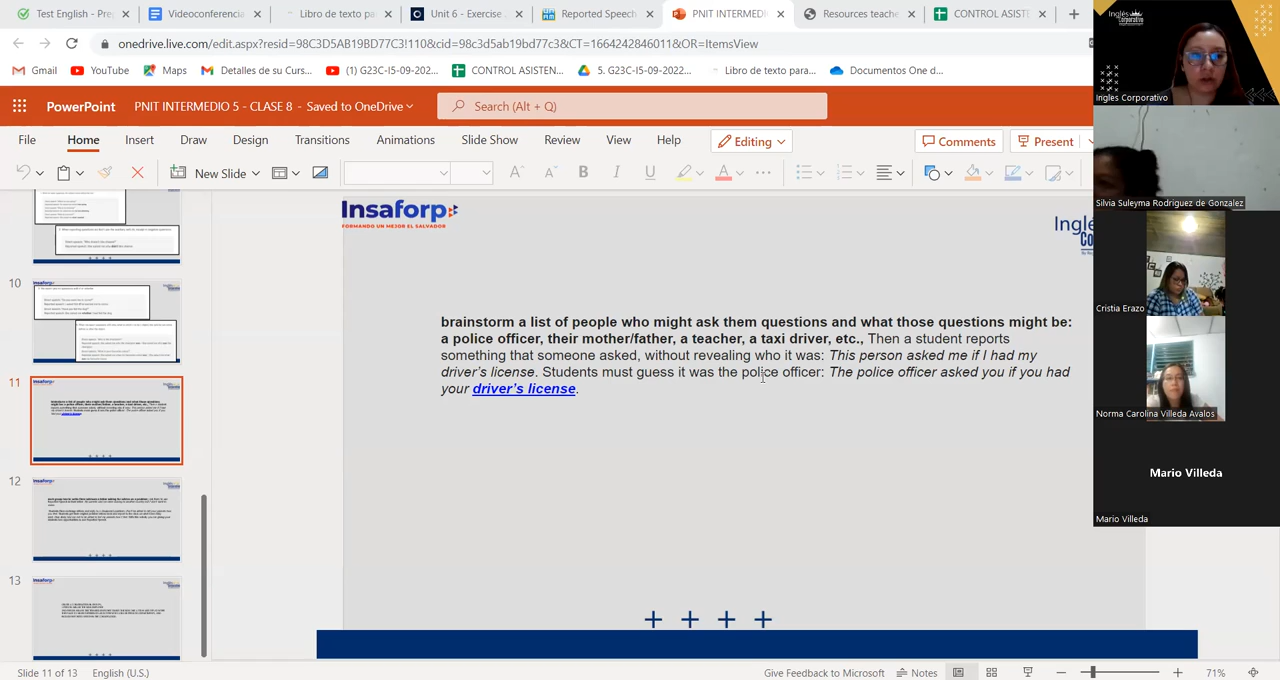 Test English - Prep
Videoconferencia
Libro de texto pa
Unit 6 - Exercise
Reported Speech
PNIT INTERMEDI
Resources teache
CONTROL ASIST
onedrive.live.com/edit.aspx?resid=98C3D5AB19BD77C3!110&cid=98c3d5ab19bd77c3&CT=1664242846011&OR=ItemsView
Gmail
YouTube
Maps
Detalles de su Curs...
(1) G23C-I5-09-202...
CONTROL ASISTEN...
5. G23C-I5-09-2022...
Libro de texto para...
Documentos One d...
PowerPoint
PNIT INTERMEDIO 5 - CLASE 8 - Saved to OneDrive
Search (Alt + Q)
File
Home
Insert
Draw
Design
Transitions
Animations
Slide Show
Review
View
Help
Editing
Comments
Present
New Slide
B I U
10
11
12
13
Insaforp
FORMANDO UN MEJOR EL SALVADOR
Inglé
Co
brainstorm a list of people who might ask them questions and what those questions might be:
a police officer, their mother/father, a teacher, a taxi driver, etc., Then a student reports
something that someone asked, without revealing who it was: This person asked me if I had my
driver's license. Students must guess it was the police officer: The police officer asked you if you had
your driver's license.
Inglés
Corporativo
Ingles Corporativo
Silvia Suleyma Rodriguez de Gonzalez
Cristia Erazo
Norma Carolina Villeda Avalos
Mario Villeda
Mario Villeda
Slide 11 of 13
English (U.S.)
Give Feedback to Microsoft
Notes
71%